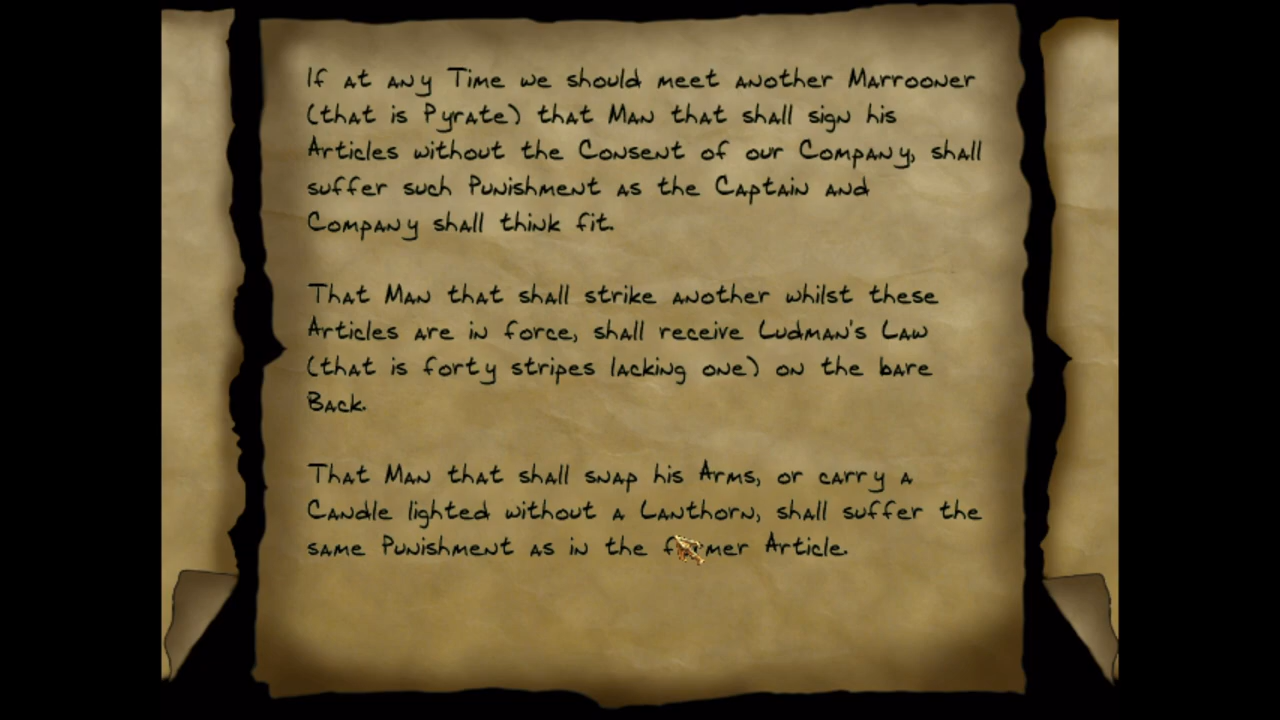 If at any Time we should meet another Marrooner
(that is Pyrate) that Man that shall sign his
Articles without the Consent of our Company, shall
suffer such Punishment as the Captain and
Company shall think fit.
That Man that shall strike another whilst these
Articles are in force, shall receive Ludman's Law
(that is forty stripes lacking one) on the bare
Back.
That Man that shall snap his Arms, or carry a
Candle lighted without a Lanthorn, shall suffer the
same Punishment as in the former Article.